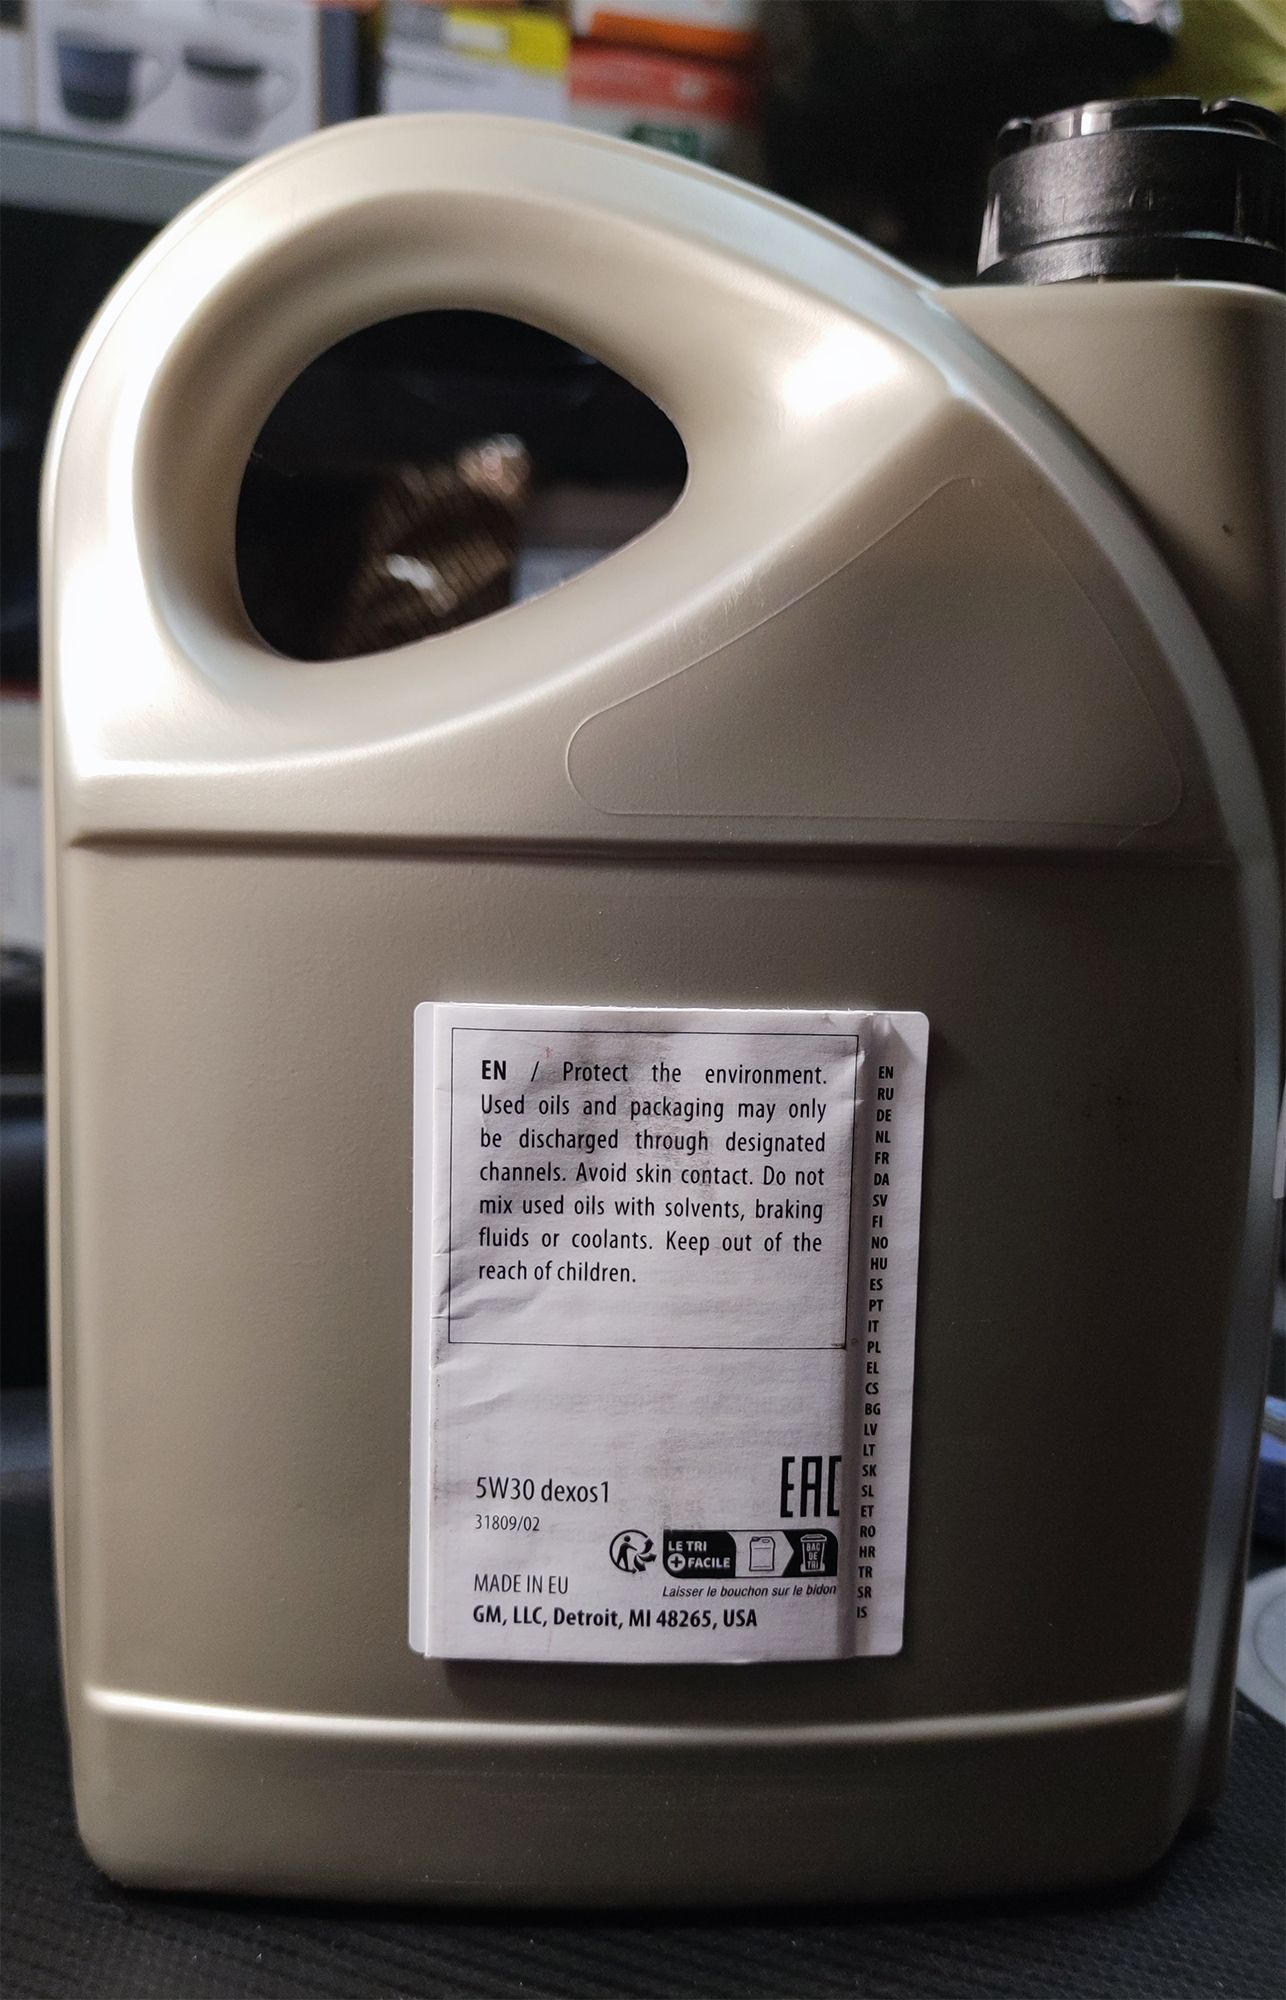 EN / Protect the environment.
Used oils and packaging may only
be discharged through designated
channels. Avoid skin contact. Do not
mix used oils with solvents, braking
fluids or coolants. Keep out of the
reach of children.
EN
RU
DE
NL
FR
DA
SV
FI
NO
HU
ES
PT
IT
PL
EL
CS
BG
LV
LT
SK
SL
ET
RO
HR
TR
SR
IS
5W30 dexos1
31809/02
EAC
LE TRI
+ FACILE
BAC
DE
TRI
Laisser le bouchon sur le bidon
MADE IN EU
GM, LLC, Detroit, MI 48265, USA